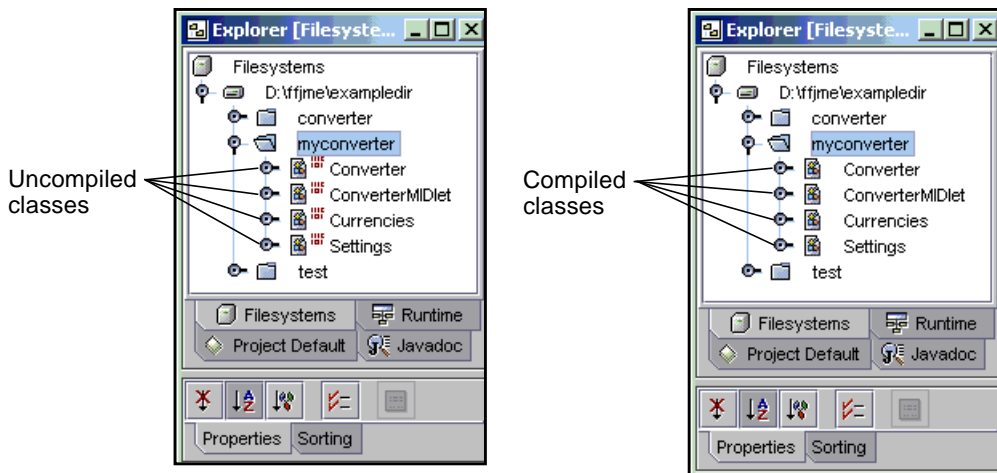 Explorer [Filesyste...
Filesystems
D:\ffjme\exampledir
converter
myconverter
Converter
ConverterMIDlet
Currencies
Settings
test
Filesystems
Runtime
Project Default
Javadoc
Properties
Sorting
Uncompiled
classes
Explorer [Filesyste...
Filesystems
D:\ffjme\exampledir
converter
myconverter
Converter
ConverterMIDlet
Currencies
Settings
test
Filesystems
Runtime
Project Default
Javadoc
Properties
Sorting
Compiled
classes